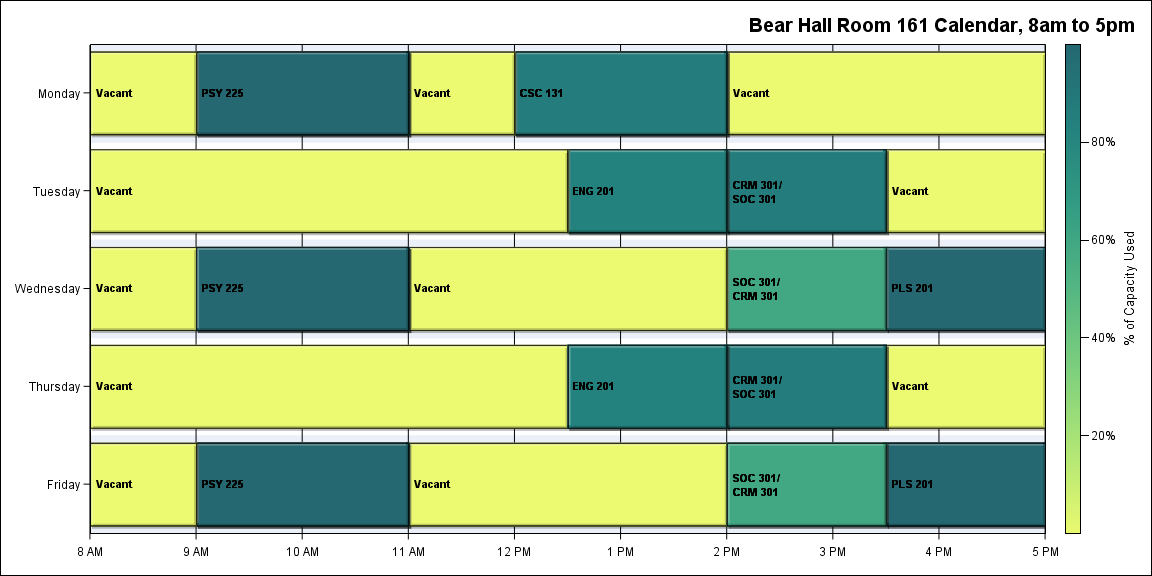 Bear Hall Room 161 Calendar, 8am to 5pm
Monday
Vacant
PSY 225
Vacant
CSC 131
Vacant
Tuesday
Vacant
ENG 201
CRM 301/
SOC 301
Vacant
Wednesday
Vacant
PSY 225
Vacant
SOC 301/
CRM 301
PLS 201
Thursday
Vacant
ENG 201
CRM 301/
SOC 301
Vacant
Friday
Vacant
PSY 225
Vacant
SOC 301/
CRM 301
PLS 201
8 AM
9 AM
10 AM
11 AM
12 PM
1 PM
2 PM
3 PM
4 PM
5 PM
80%
60%
40%
20%
% of Capacity Used